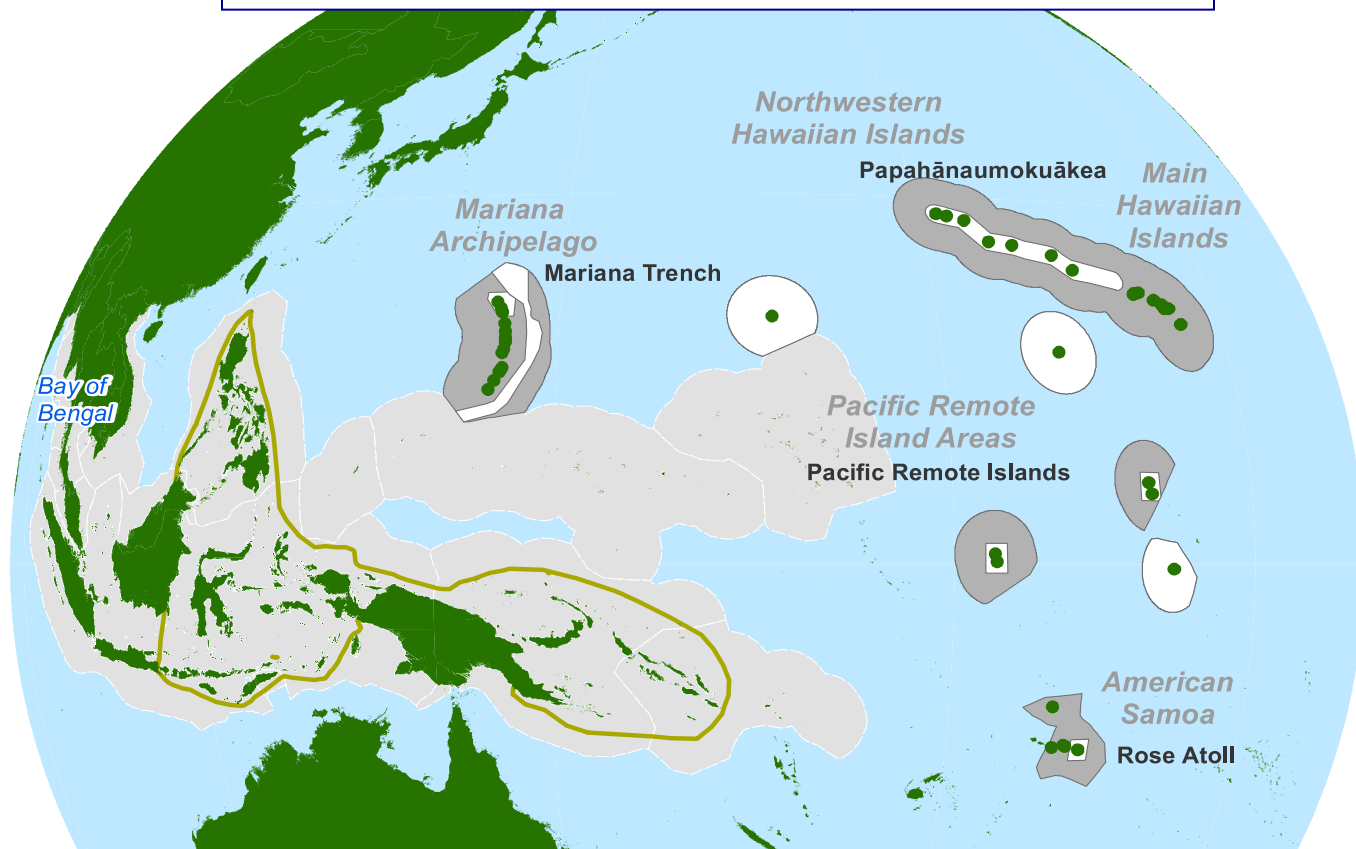 Northwestern
Hawaiian Islands
Papahānaumokuākea
Main
Hawaiian
Islands
Mariana
Archipelago
Mariana Trench
Bay of
Bengal
Pacific Remote
Island Areas
Pacific Remote Islands
American
Samoa
Rose Atoll